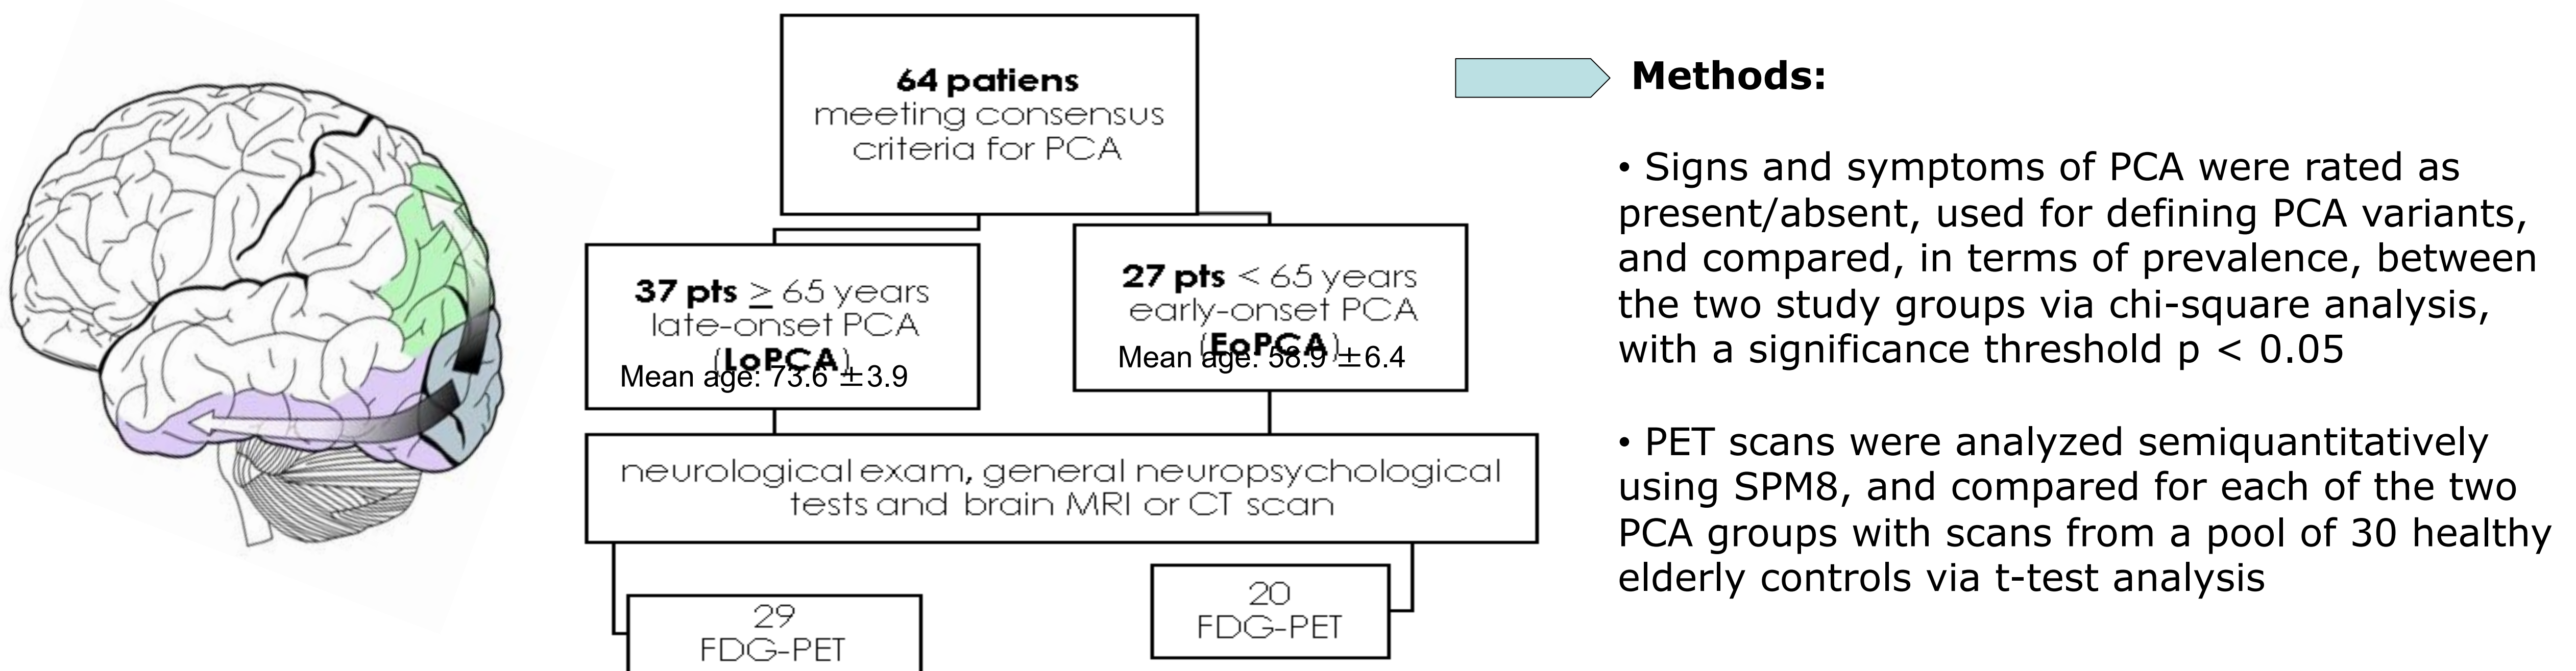 64 patiens
meeting consensus
criteria for PCA
37 pts ≥ 65 years
late-onset PCA
(LoPCA)
Mean age: 73.6 ±3.9
27 pts < 65 years
early-onset PCA
(EoPCA)
Mean age: 58.9 ±6.4
neurological exam, general neuropsychological
tests and brain MRI or CT scan
29
FDG-PET
20
FDG-PET
Methods:
• Signs and symptoms of PCA were rated as
present/absent, used for defining PCA variants,
and compared, in terms of prevalence, between
the two study groups via chi-square analysis,
with a significance threshold p < 0.05
• PET scans were analyzed semiquantitatively
using SPM8, and compared for each of the two
PCA groups with scans from a pool of 30 healthy
elderly controls via t-test analysis